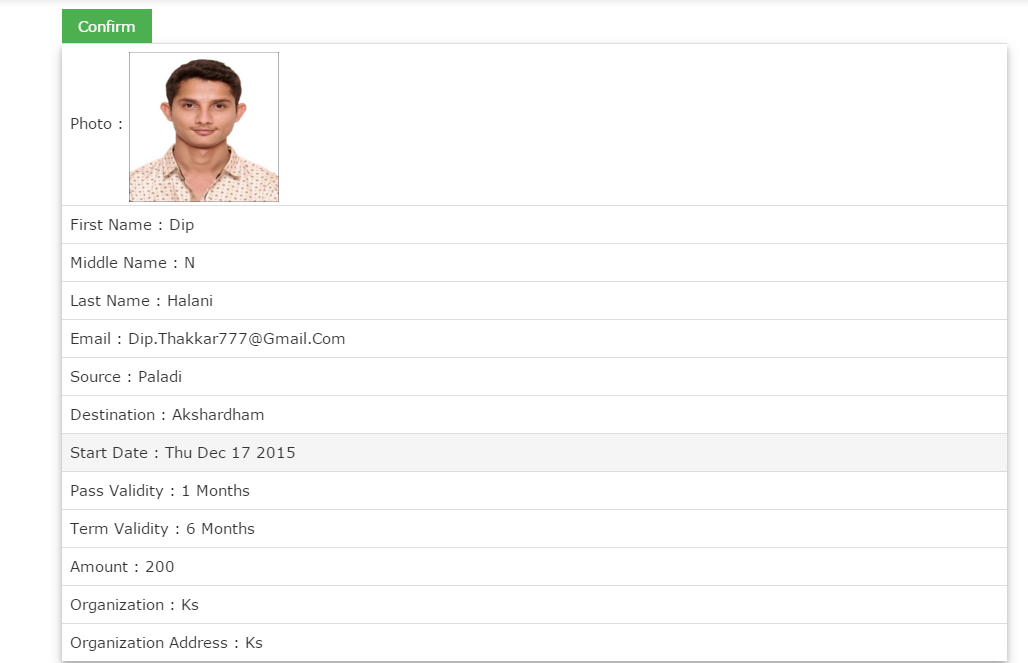 Confirm
Photo :
First Name : Dip
Middle Name : N
Last Name : Halani
Email : Dip.Thakkar777@Gmail.Com
Source : Paladi
Destination : Akshardham
Start Date : Thu Dec 17 2015
Pass Validity : 1 Months
Term Validity : 6 Months
Amount : 200
Organization : Ks
Organization Address : Ks